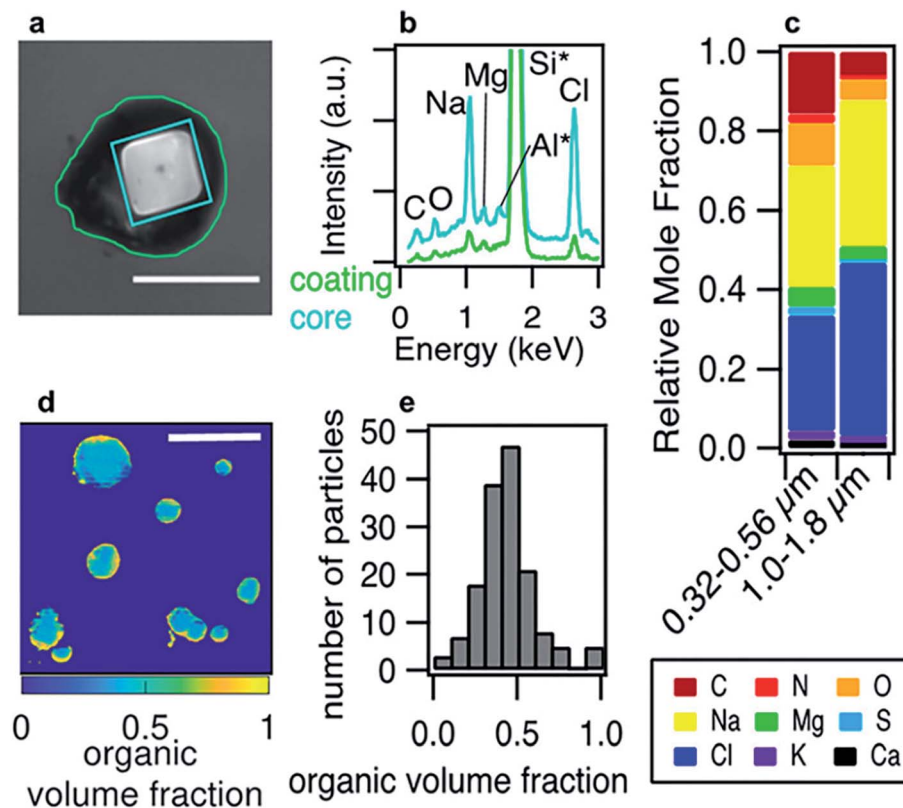 a
b
Intensity (a.u.)
Na
Mg
Si*
Cl
Al*
C
O
coating
core
0 1 2 3
Energy (keV)
c
Relative Mole Fraction
1.0
0.8
0.6
0.4
0.2
0.0
0.32-0.56 µm
1.0-1.8 µm
d
0 0.5 1
organic
volume fraction
e
number of particles
50
40
30
20
10
0
0.0 0.5 1.0
organic volume fraction
C N O
Na Mg S
Cl K Ca